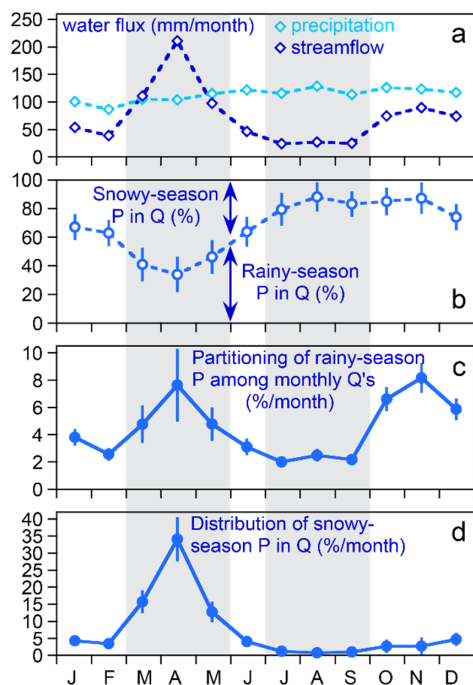 water flux (mm/month)
precipitation
streamflow
a
250
200
150
100
50
0
Snowy-season
P in Q (%)
Rainy-season
P in Q (%)
b
100
80
60
40
20
0
Partitioning of rainy-season
P among monthly Q's
(%/month)
c
10
8
6
4
2
0
Distribution of snowy-
season P in Q (%/month)
d
40
35
30
25
20
15
10
5
0
J F M A M J J A S O N D